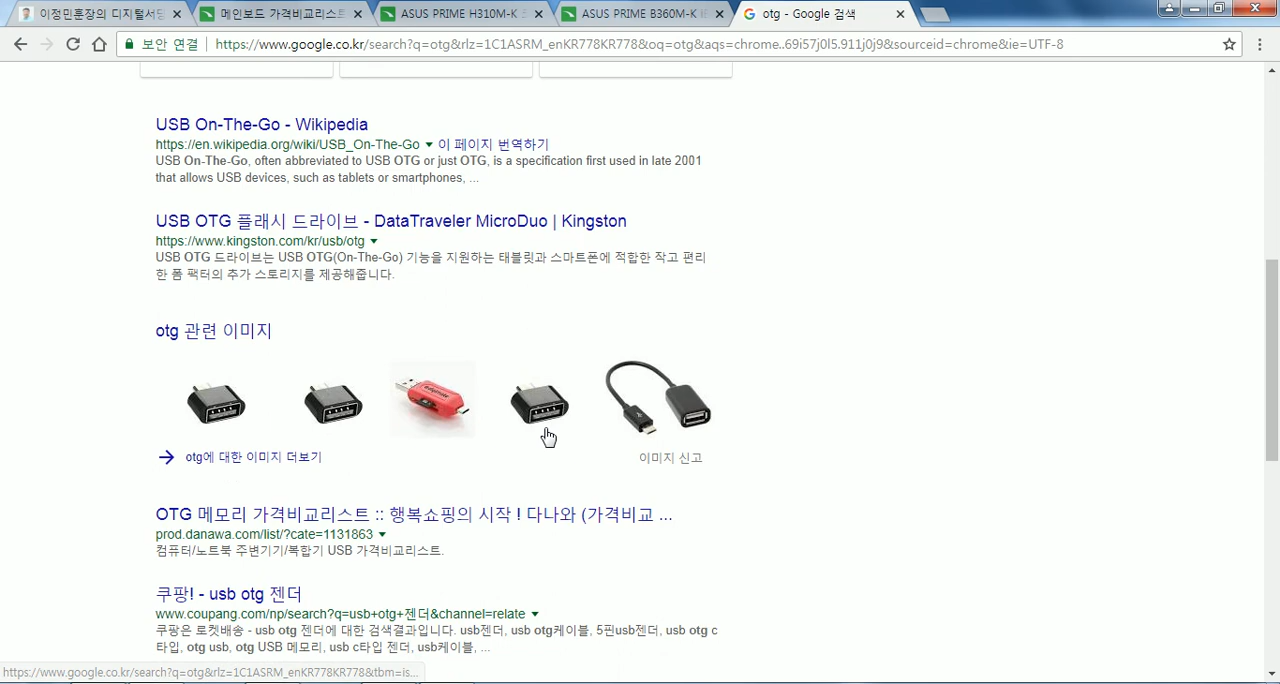 이정민훈장의 디지털서당
메인보드 가격비교리스트
ASUS PRIME H310M-K
ASUS PRIME B360M-K
otg - Google 검색
보안 연결
https://www.google.co.kr/search?q=otg&rlz=1C1ASRM_enKR778KR778&oq=otg&aqs=chrome..69i57j0l5.911j0j9&sourceid=chrome&ie=UTF-8
USB On-The-Go - Wikipedia
https://en.wikipedia.org/wiki/USB_On-The-Go 이 페이지 번역하기
USB On-The-Go, often abbreviated to USB OTG or just OTG, is a specification first used in late 2001
that allows USB devices, such as tablets or smartphones, ...
USB OTG 플래시 드라이브 - DataTraveler MicroDuo | Kingston
https://www.kingston.com/kr/usb/otg
USB OTG 드라이브는 USB OTG(On-The-Go) 기능을 지원하는 태블릿과 스마트폰에 적합한 작고 편리
한 폼 팩터의 추가 스토리지를 제공해줍니다.
otg 관련 이미지
otg에 대한 이미지 더보기
이미지 신고
OTG 메모리 가격비교리스트 :: 행복쇼핑의 시작 ! 다나와 (가격비교 ...
prod.danawa.com/list/?cate=1131863
컴퓨터/노트북 주변기기/복합기 USB 가격비교리스트.
쿠팡! - usb otg 젠더
www.coupang.com/np/search?q=usb+otg+젠더&channel=relate
쿠팡은 로켓배송 - usb otg 젠더에 대한 검색결과입니다. usb젠더, usb otg케이블, 5핀usb젠더, usb otg c
타입, otg usb, otg USB 메모리, usb c타입 젠더, usb케이블, ...
https://www.google.co.kr/search?q=otg&rlz=1C1ASRM_enKR778KR778&tbm=is...